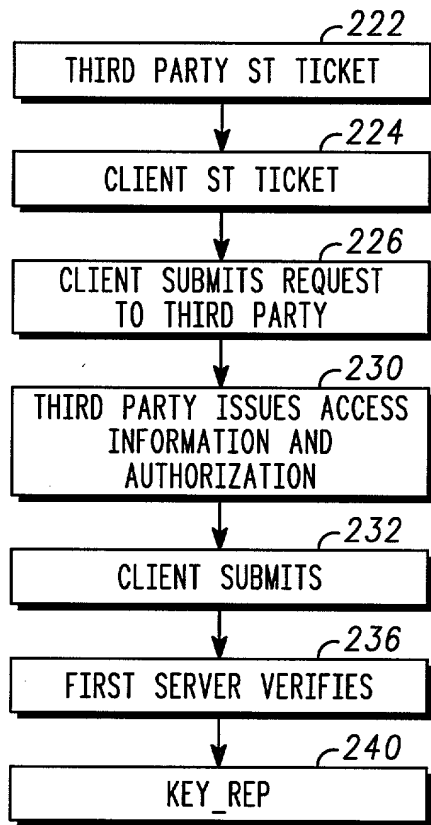 222
THIRD PARTY ST TICKET
224
CLIENT ST TICKET
226
CLIENT SUBMITS REQUEST
TO THIRD PARTY
230
THIRD PARTY ISSUES ACCESS
INFORMATION AND
AUTHORIZATION
232
CLIENT SUBMITS
236
FIRST SERVER VERIFIES
240
KEY_REP